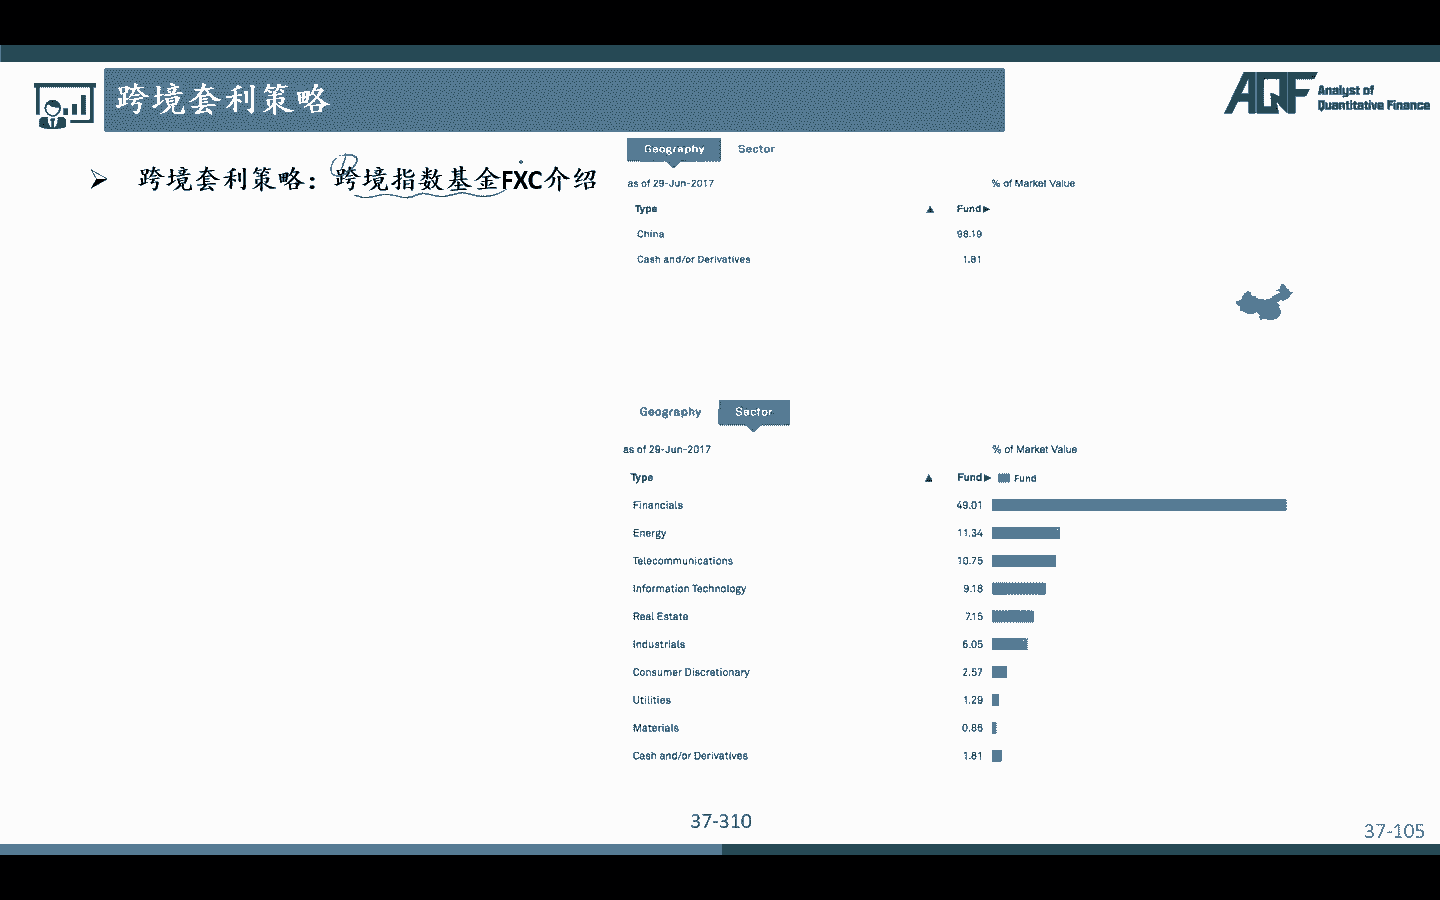 跨境套利策略
AQF Analyst of
Quantitative Finance
跨境套利策略：跨境指数基金FXC介绍
Geography Sector
as of 29-Jun-2017 % of Market Value
Type Fund
China 98.19
Cash and/or Derivatives 1.81
Geography Sector
as of 29-Jun-2017 % of Market Value
Type Fund Fund
Financials 49.01
Energy 11.34
Telecommunications 10.75
Information Technology 9.18
Real Estate 7.15
Industrials 6.05
Consumer Discretionary 2.57
Utilities 1.29
Materials 0.86
Cash and/or Derivatives 1.81
37-310
37-105